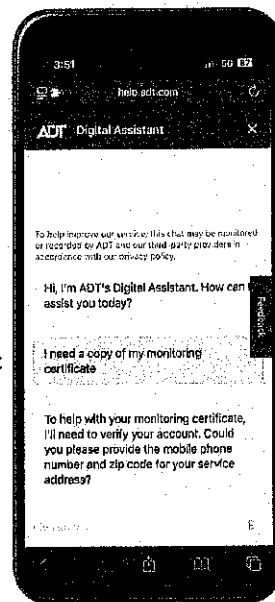 3:51
5G 62
help.adt.com
ADT Digital Assistant
To help improve our service, this chat may be monitored
or recorded by ADT and our third-party providers in
accordance with our privacy policy.
Hi, I'm ADT's Digital Assistant. How can I
assist you today?
Feedback
I need a copy of my monitoring
certificate
To help with your monitoring certificate,
I'll need to verify your account. Could
you please provide the mobile phone
number and zip code for your service
address?